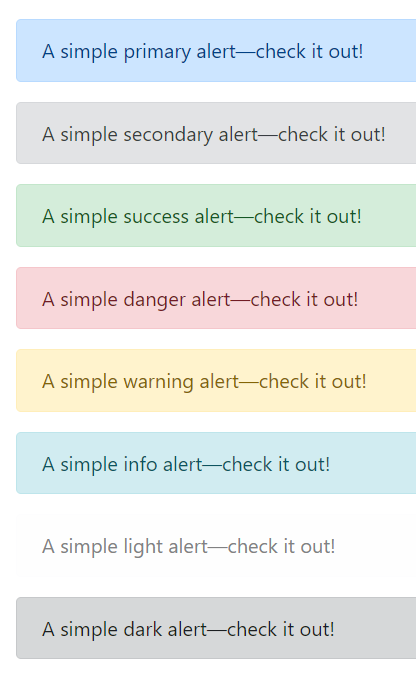 A simple primary alert—check it out!
A simple secondary alert—check it out!
A simple success alert—check it out!
A simple danger alert—check it out!
A simple warning alert—check it out!
A simple info alert—check it out!
A simple light alert—check it out!
A simple dark alert—check it out!